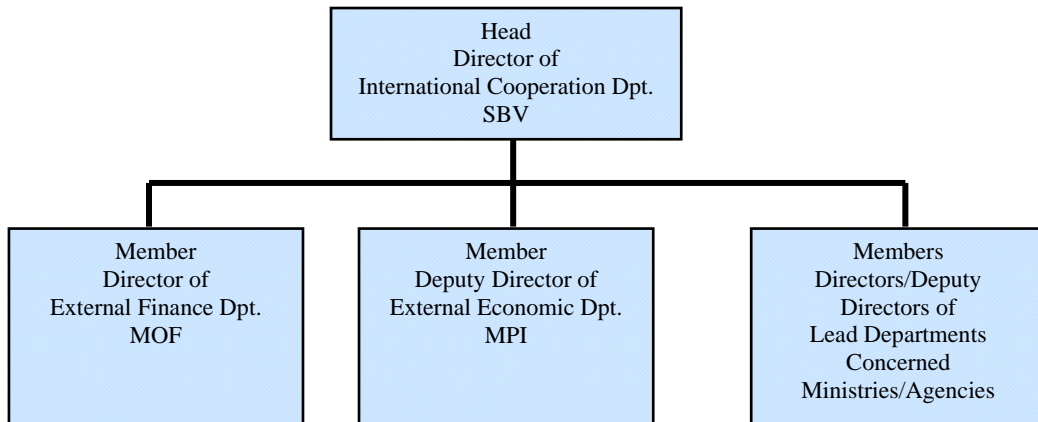 Head
Director of
International Cooperation Dpt.
SBV
Member
Director of
External Finance Dpt.
MOF
Member
Deputy Director of
External Economic Dpt.
MPI
Members
Directors/Deputy
Directors of
Lead Departments
Concerned
Ministries/Agencies